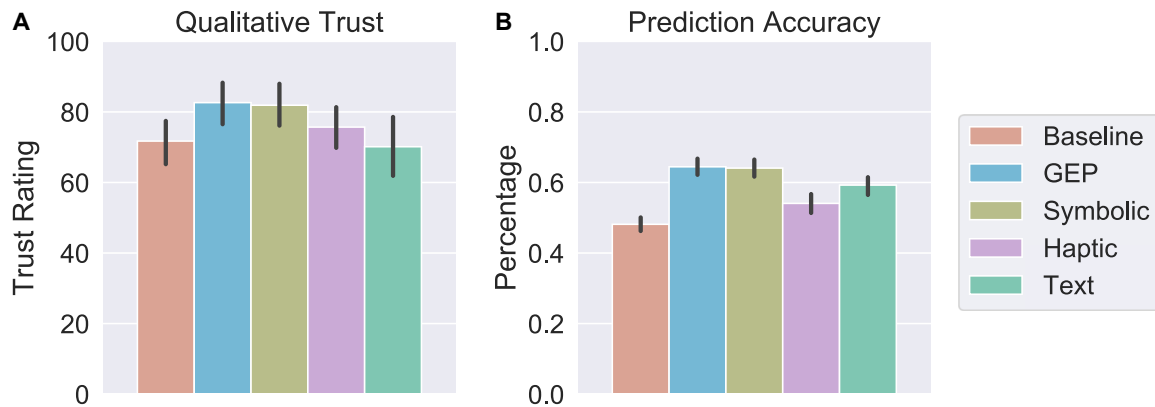 A Qualitative Trust
Trust Rating
100
80
60
40
20
0
B Prediction Accuracy
Percentage
1.0
0.8
0.6
0.4
0.2
0.0
Baseline
GEP
Symbolic
Haptic
Text